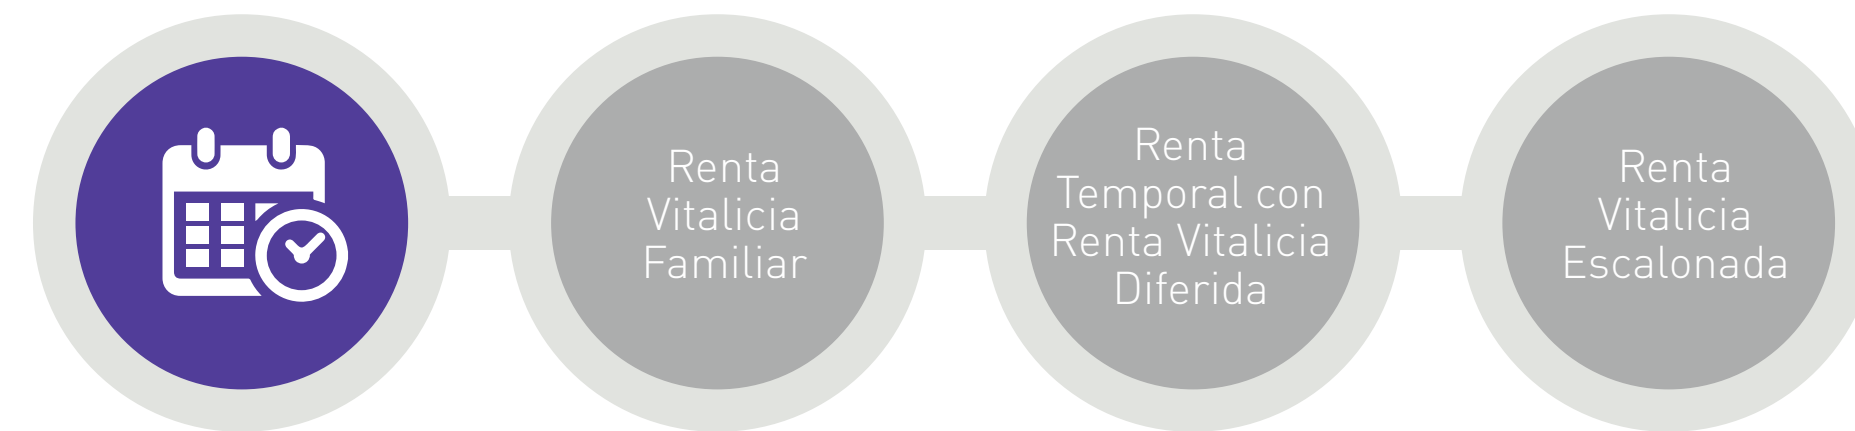 Renta
Vitalicia
Familiar
Renta
Temporal con
Renta Vitalicia
Diferida
Renta
Vitalicia
Escalonada